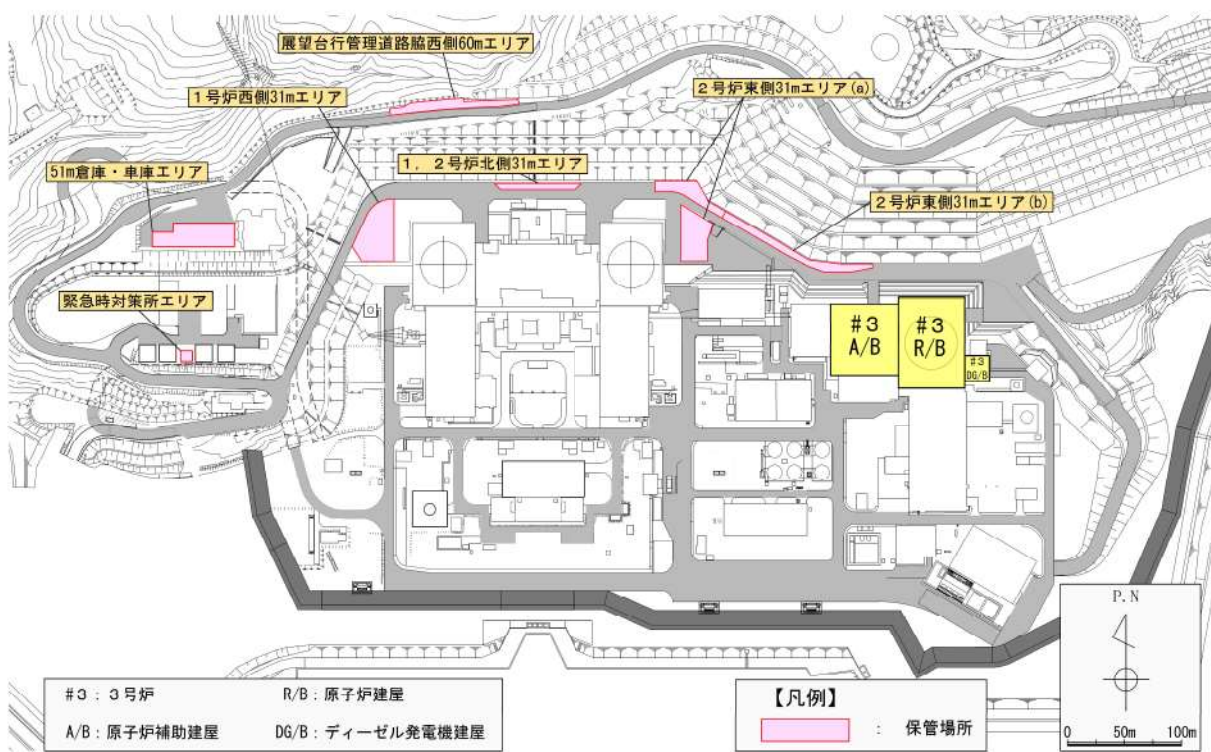 展望台行管理道路脇西側60mエリア
1号炉西側31mエリア
2号炉東側31mエリア(a)
51m倉庫・車庫エリア
1,2号炉北側31mエリア
2号炉東側31mエリア(b)
緊急時対策所エリア
#3
A/B
#3
R/B
#3
DG/B
P.N
0 50m 100m
#3:3号炉 R/B:原子炉建屋
A/B:原子炉補助建屋 DG/B:ディーゼル発電機建屋
【凡例】
:保管場所